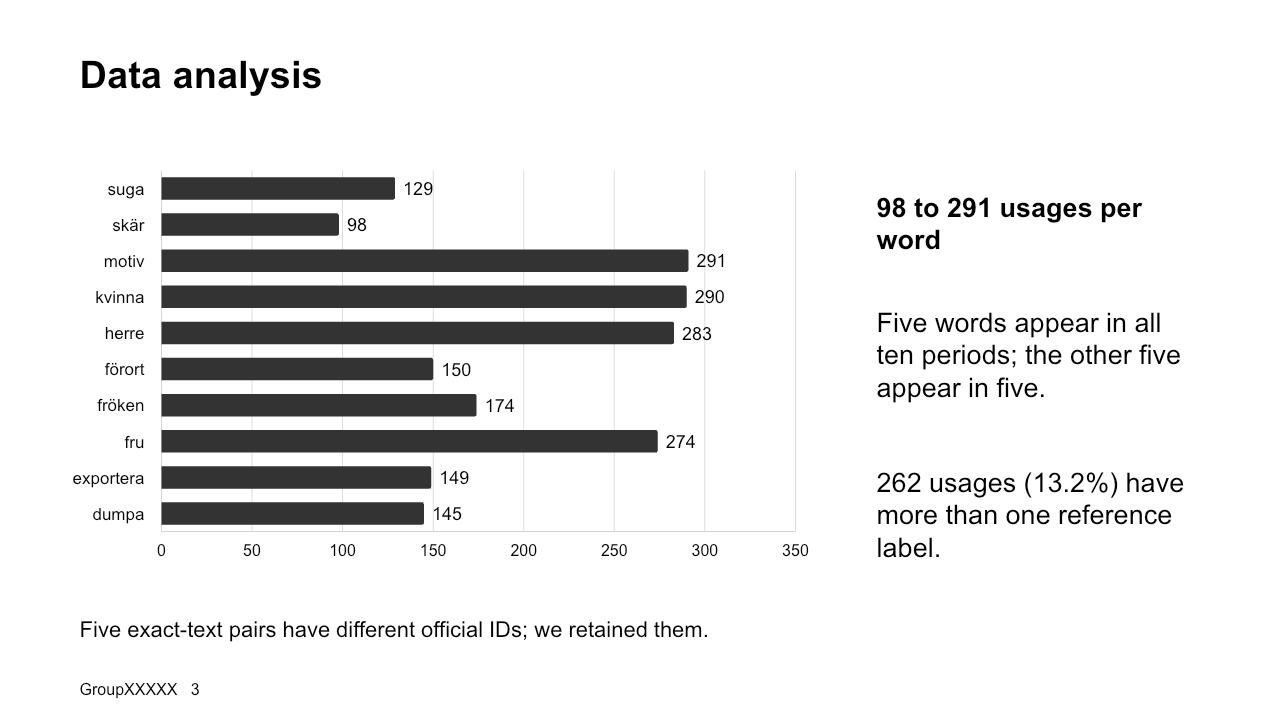 Data analysis
suga 129
skär 98
motiv 291
kvinna 290
herre 283
förort 150
fröken 174
fru 274
exportera 149
dumpa 145
0 50 100 150 200 250 300 350
98 to 291 usages per
word
Five words appear in all
ten periods; the other five
appear in five.
262 usages (13.2%) have
more than one reference
label.
Five exact-text pairs have different official IDs; we retained them.
GroupXXXXX 3